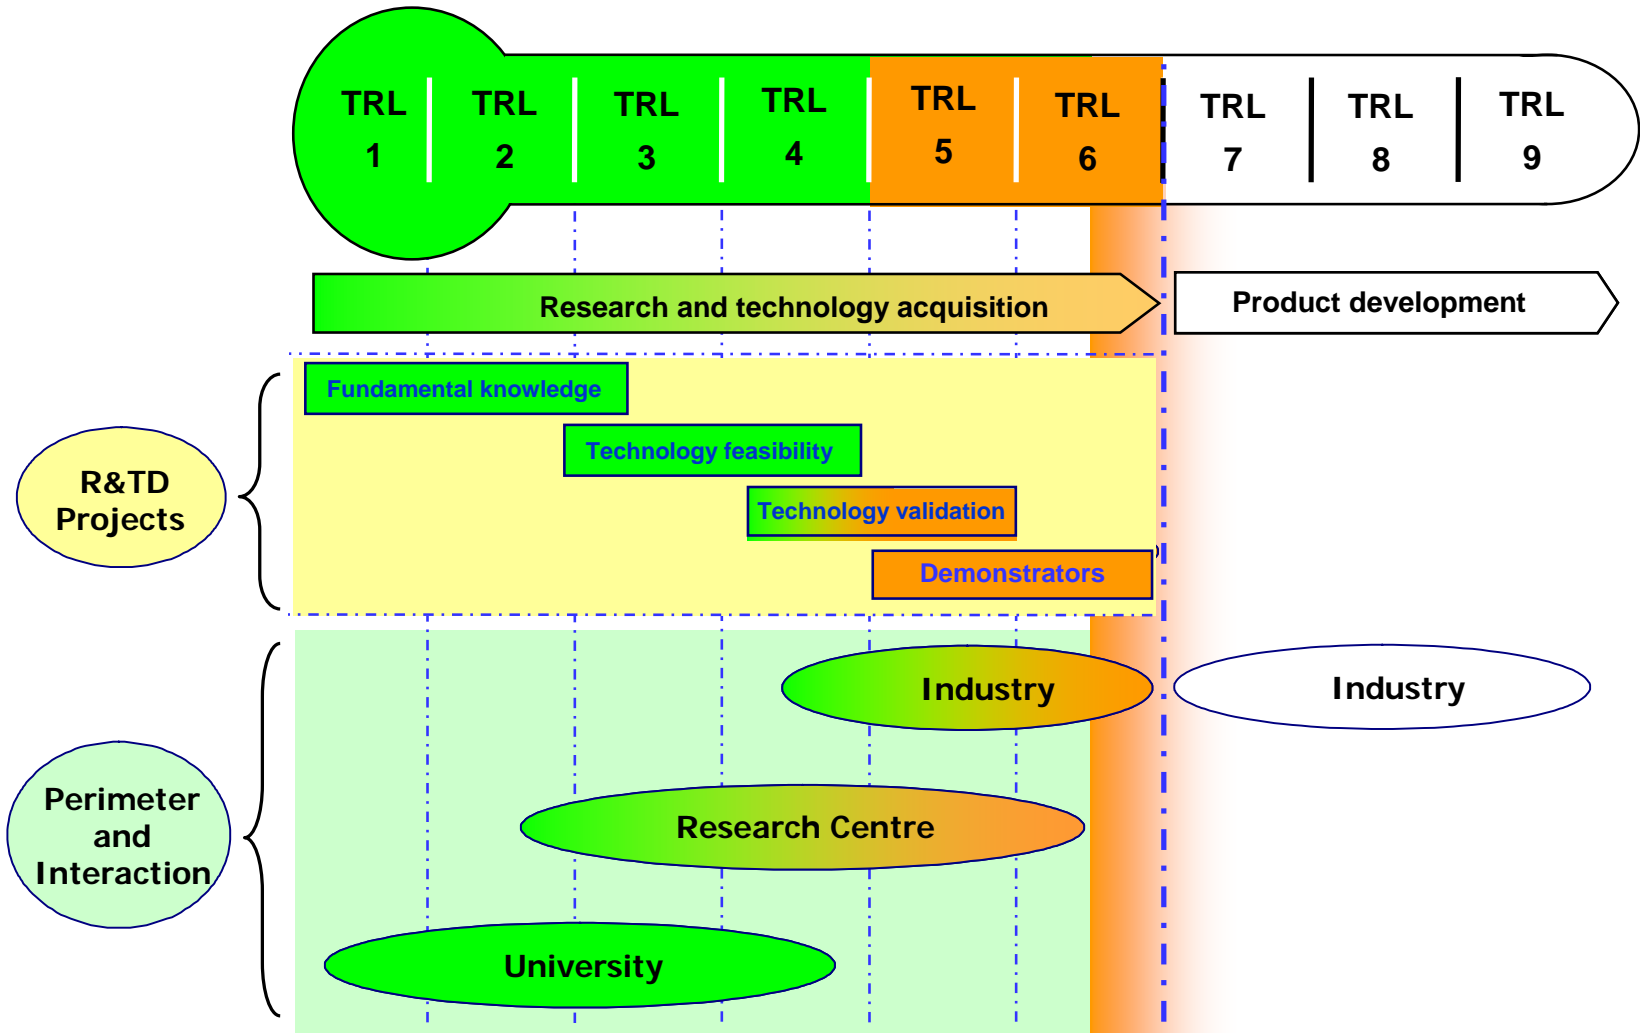 TRL TRL TRL TRL TRL TRL TRL TRL TRL
1 2 3 4 5 6 7 8 9
Research and technology acquisition
Product development
Fundamental knowledge
Technology feasibility
Technology validation
Demonstrators
R&TD
Projects
Industry
Industry
Research Centre
University
Perimeter
and
Interaction